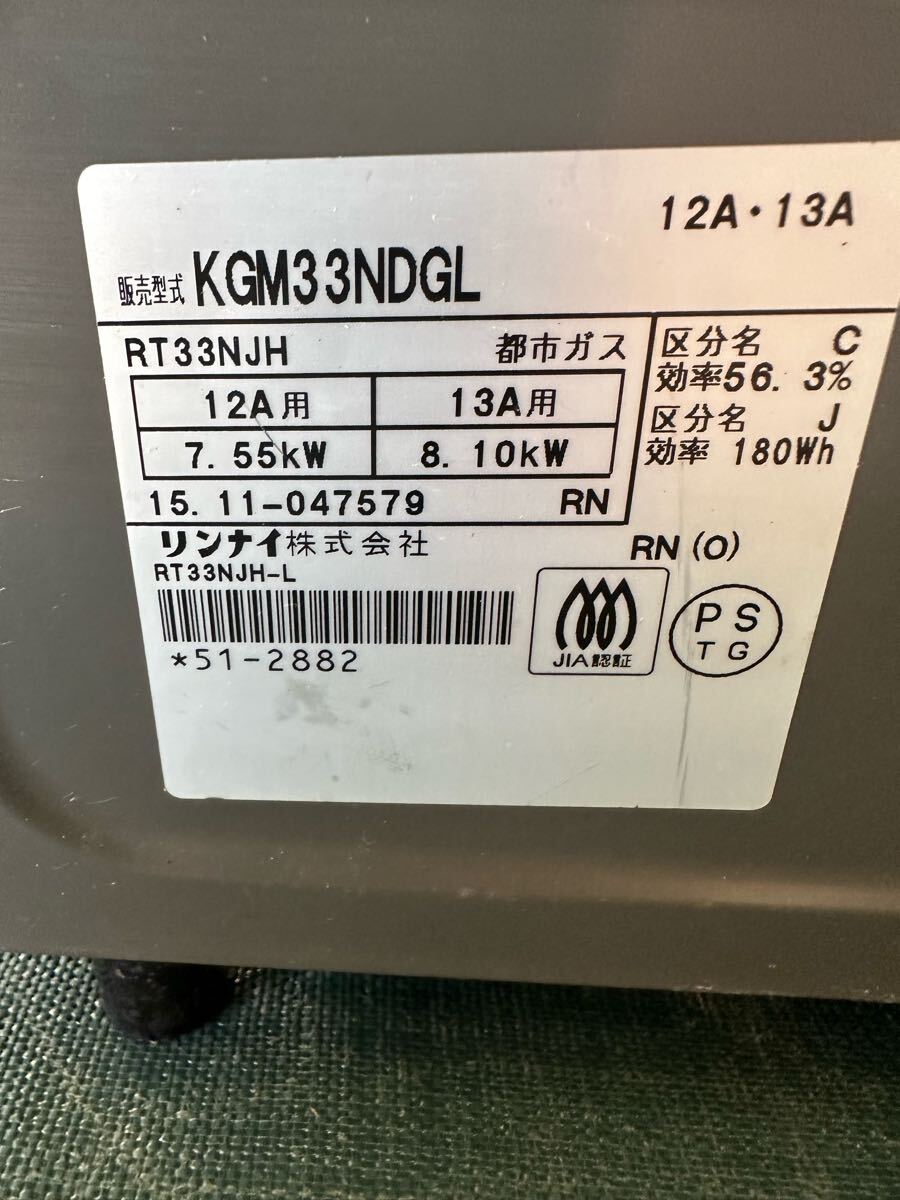 12A・13A
販売型式 KGM33NDGL
RT33NJH 都市ガス
12A用 13A用
7.55kW 8.10kW
15.11-047579 RN
区分名 C
効率56.3%
区分名 J
効率 180Wh
リンナイ株式会社
RN(O)
RT33NJH-L
*51-2882
JIA認証
PS
TG